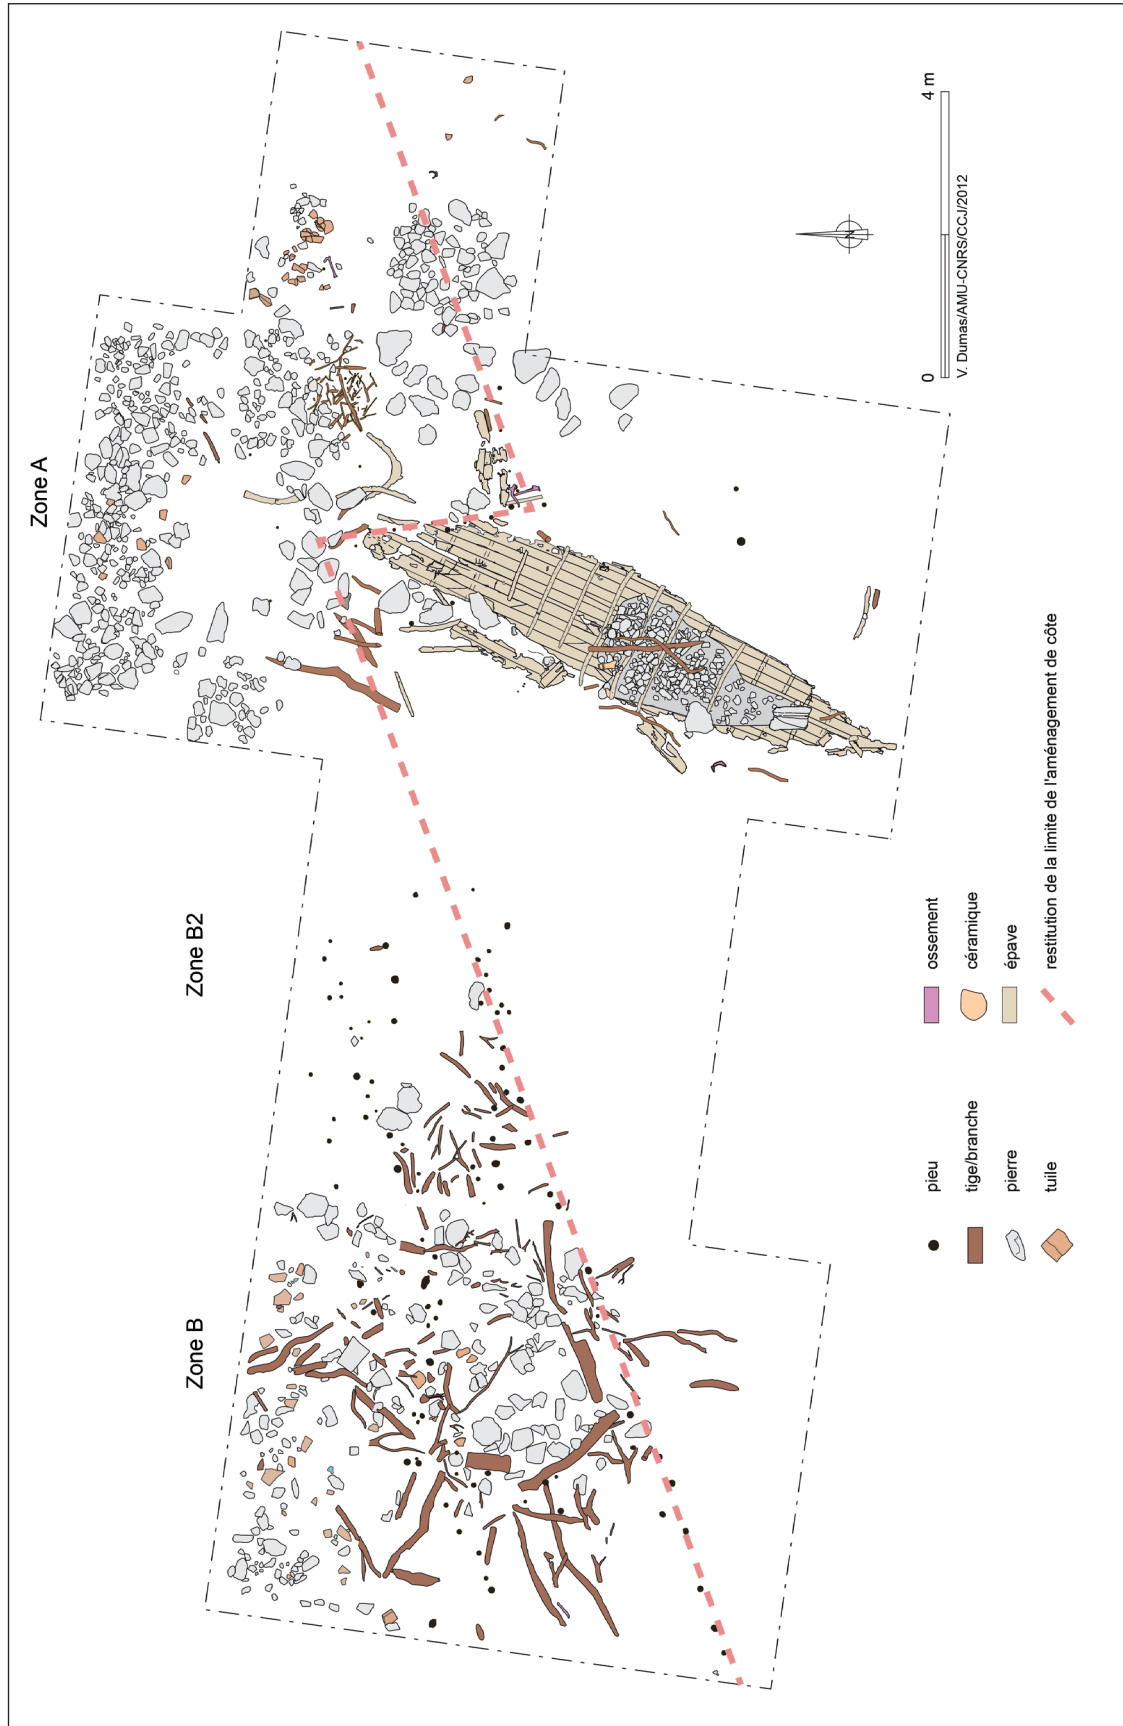 Zone A
Zone B2
Zone B
0
4 m
V. Dumas/AMU-CNRS/CCJ/2012
N
pieu
tige/branche
pierre
tuile
ossement
céramique
épave
restitution de la limite de l'aménagement de côte